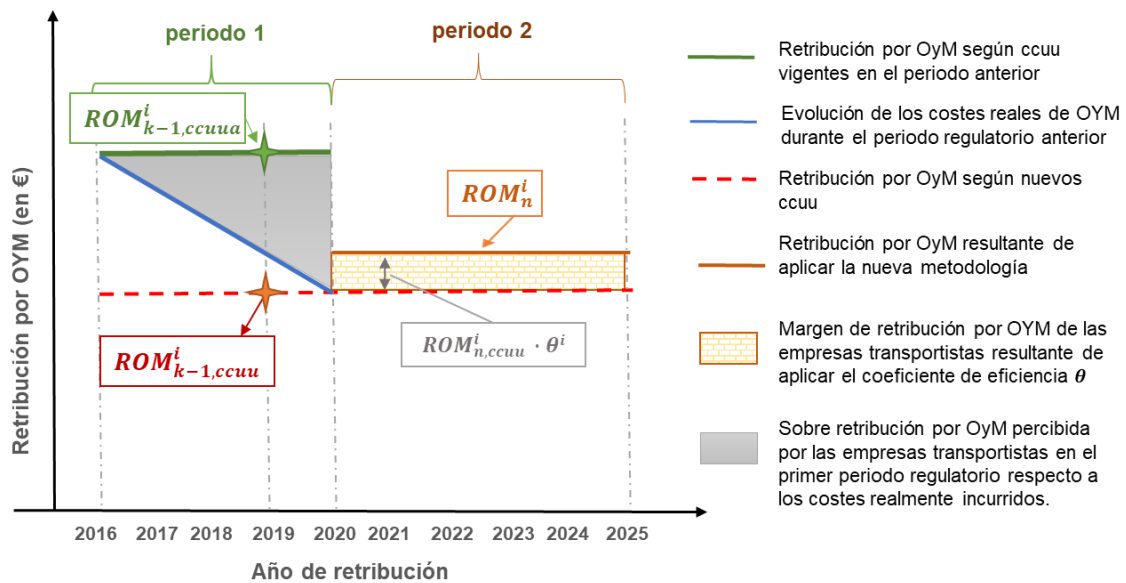 periodo 1
periodo 2
ROM^i_{k−1,ccuua}
ROM^i_n
ROM^i_{k−1,ccuu}
ROM^i_{n,ccuu} · θ^i
Retribución por OYM (en €)
2016 2017 2018 2019 2020 2021 2022 2023 2024 2025
Año de retribución
Retribución por OyM según ccuu
vigentes en el periodo anterior
Evolución de los costes reales de OYM
durante el periodo regulatorio anterior
Retribución por OyM según nuevos
ccuu
Retribución por OyM resultante de
aplicar la nueva metodología
Margen de retribución por OYM de las
empresas transportistas resultante de
aplicar el coeficiente de eficiencia θ
Sobre retribución por OyM percibida
por las empresas transportistas en el
primer periodo regulatorio respecto a
los costes realmente incurridos.